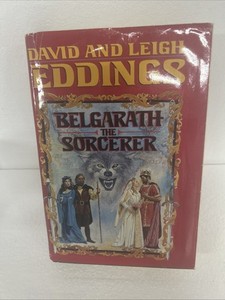 DAVID AND LEIGH
EDDINGS
BELGARATH
THE
SORCERER